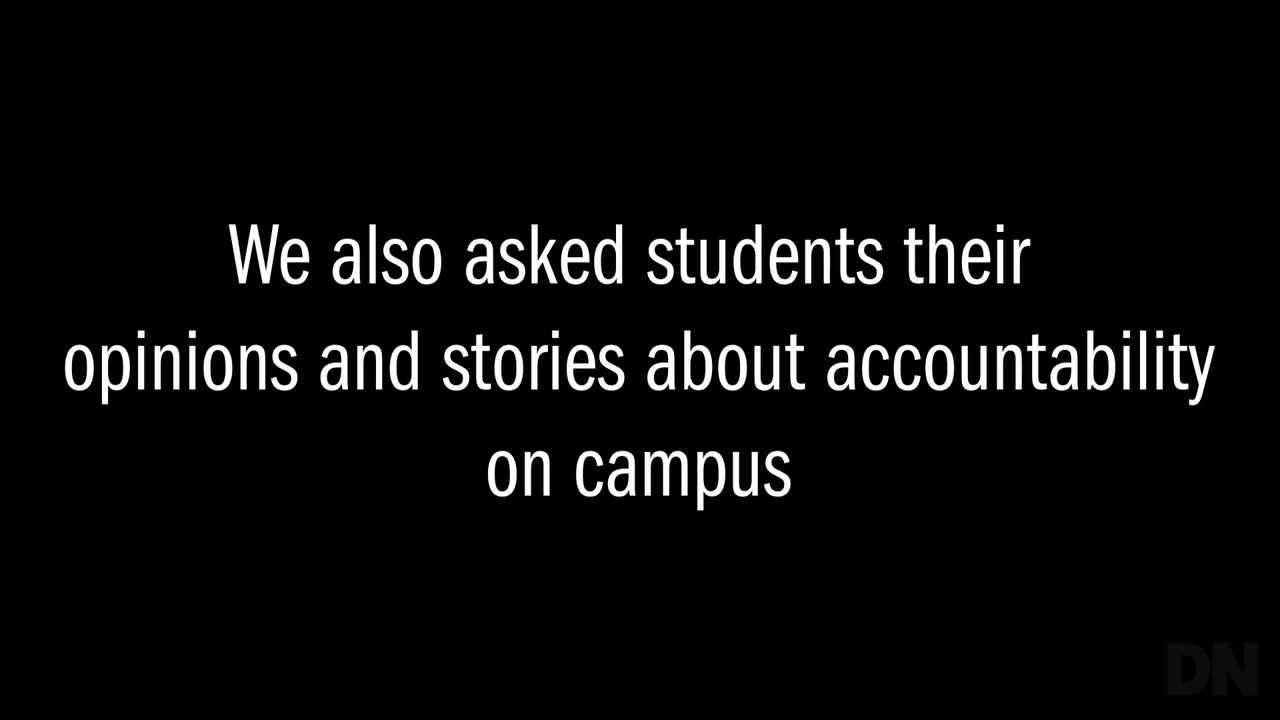 We also asked students their
opinions and stories about accountability
on campus
DN